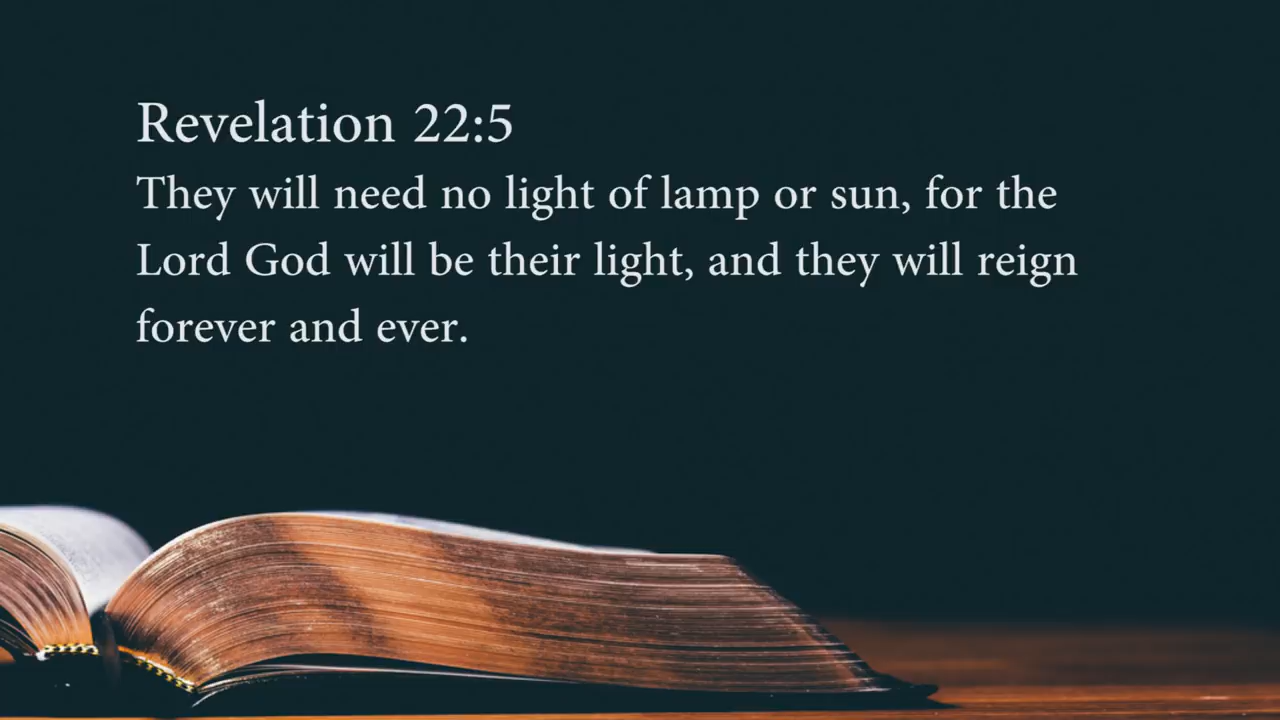 Revelation 22:5
They will need no light of lamp or sun, for the
Lord God will be their light, and they will reign
forever and ever.